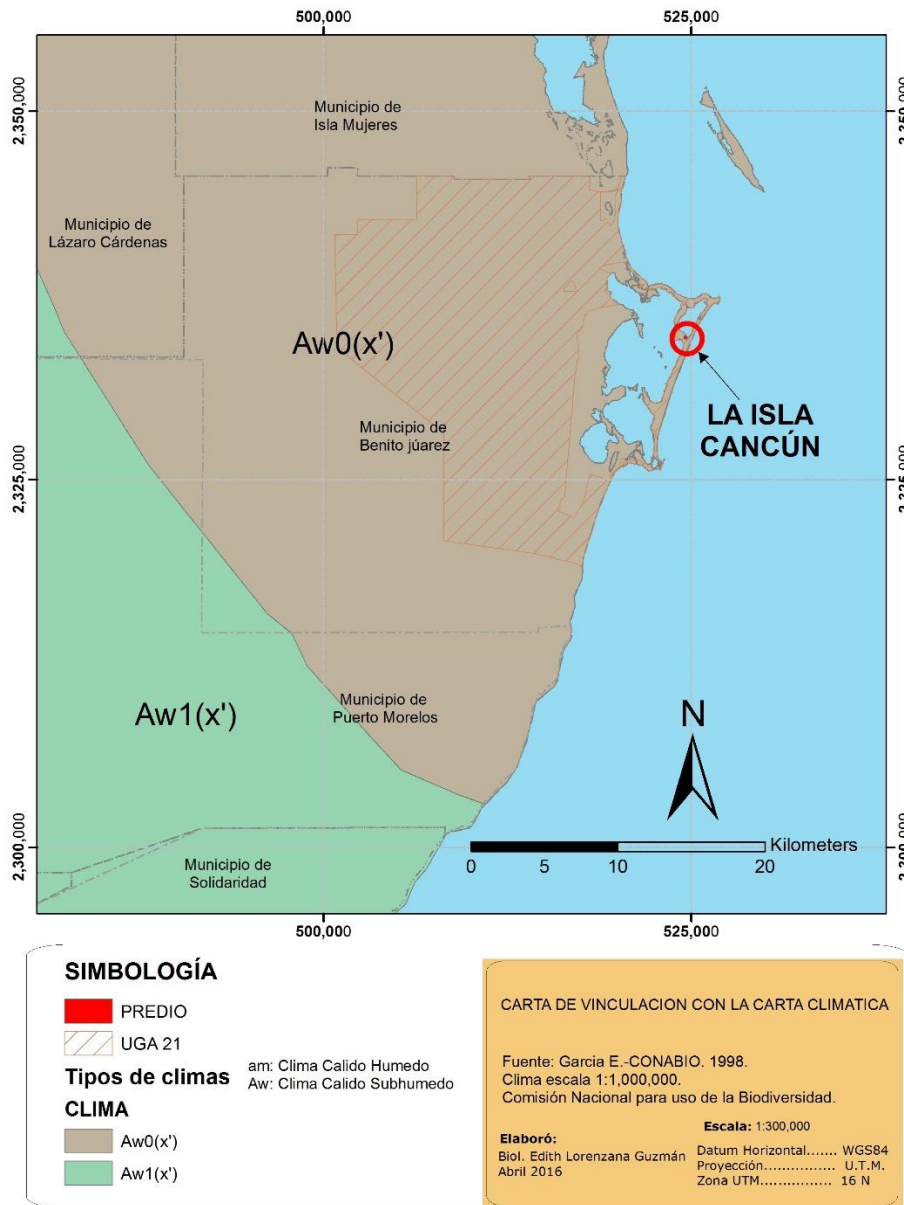 500,000
525,000
2,350,000
2,350,000
Municipio de
Isla Mujeres
Municipio de
Lázaro Cárdenas
Aw0(x')
LA ISLA
CANCÚN
Municipio de
Benito júarez
2,325,000
2,325,000
Aw1(x')
Municipio de
Puerto Morelos
N
Municipio de
Solidaridad
Kilometers
0 5 10 20
2,300,000
2,300,000
500,000
525,000
SIMBOLOGÍA
PREDIO
UGA 21
Tipos de climas
am: Clima Calido Humedo
Aw: Clima Calido Subhumedo
CLIMA
Aw0(x')
Aw1(x')
CARTA DE VINCULACION CON LA CARTA CLIMATICA
Fuente: Garcia E.-CONABIO. 1998.
Clima escala 1:1,000,000.
Comisión Nacional para uso de la Biodiversidad.
Escala: 1:300,000
Elaboró:
Biol. Edith Lorenzana Guzmán
Abril 2016
Datum Horizontal....... WGS84
Proyección................ U.T.M.
Zona UTM................ 16 N